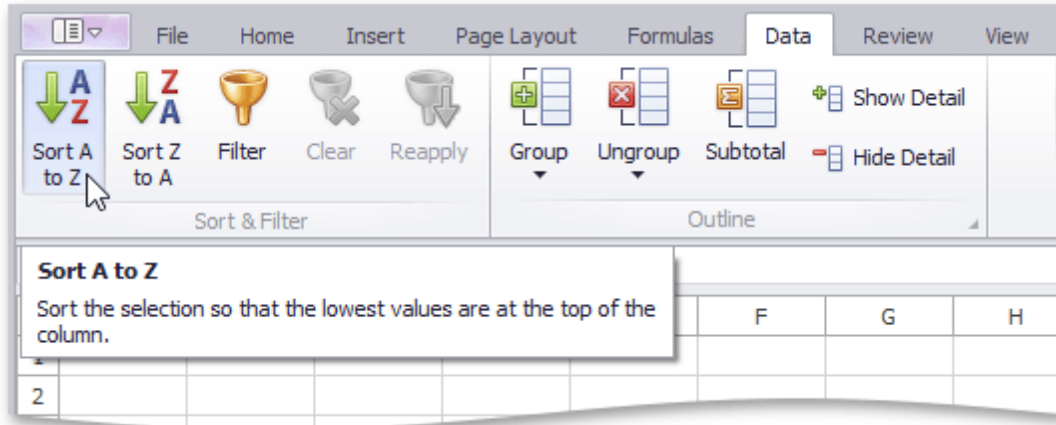 File Home Insert Page Layout Formulas Data Review View
A Z
Z A
Sort A
to Z
Sort Z
to A
Filter
Clear
Reapply
Group
Ungroup
Subtotal
Show Detail
Hide Detail
Sort & Filter
Outline
Sort A to Z
Sort the selection so that the lowest values are at the top of the
column.
F G H
1
2